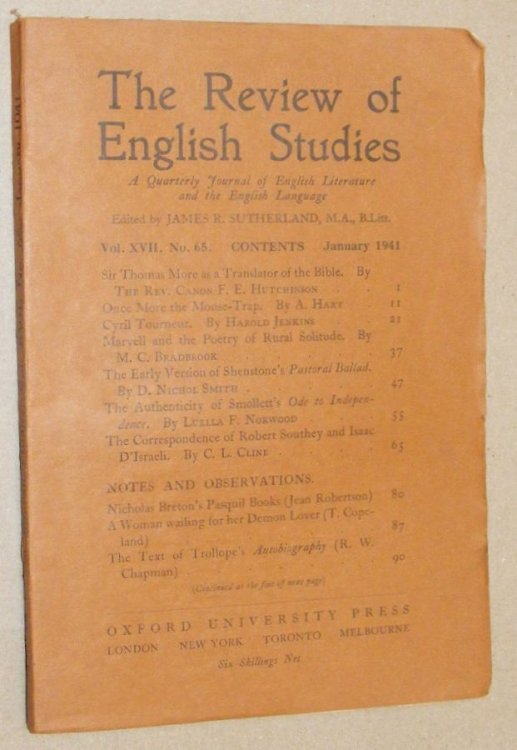 The Review of
English Studies
A Quarterly Journal of English Literature
and the English Language
Edited by JAMES R. SUTHERLAND, M.A., B.Litt.
Vol. XVII. No. 65. CONTENTS January 1941
Sir Thomas More as a Translator of the Bible. By
THE REV. CANON F. E. HUTCHINSON . . 1
Once More the Mouse-Trap. By A. HART . 11
Cyril Tourneur. By HAROLD JENKINS . . 21
Marvell and the Poetry of Rural Solitude. By
M. C. BRADBROOK . . . . 37
The Early Version of Shenstone's Pastoral Ballad.
By D. NICHOL SMITH . . . . 47
The Authenticity of Smollett's Ode to Indepen-
dence. By LUELLA F. NORWOOD . . 55
The Correspondence of Robert Southey and Isaac
D'Israeli. By C. L. CLINE . . . 65
NOTES AND OBSERVATIONS.
Nicholas Breton's Pasquil Books (Jean Robertson) 80
A Woman wailing for her Demon Lover (T. Cope-
land) . . . . . 87
The Text of Trollope's Autobiography (R. W.
Chapman) . . . . . 90
(Continued at the foot of next page)
OXFORD UNIVERSITY PRESS
LONDON NEW YORK TORONTO MELBOURNE
Six Shillings Net